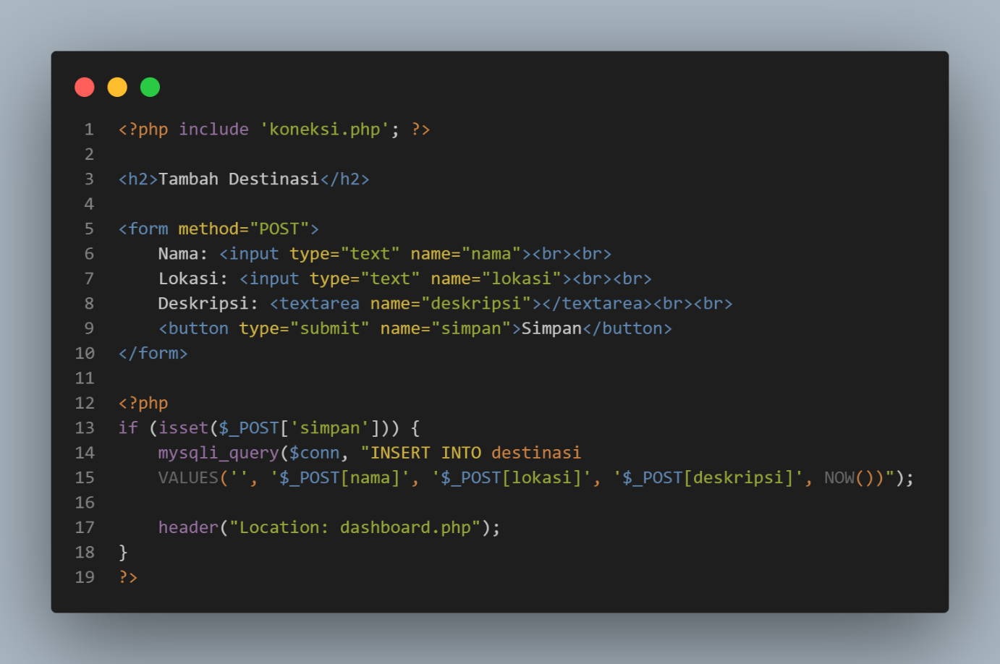 1 <?php include 'koneksi.php'; ?>
2
3 <h2>Tambah Destinasi</h2>
4
5 <form method="POST">
6     Nama: <input type="text" name="nama"><br><br>
7     Lokasi: <input type="text" name="lokasi"><br><br>
8     Deskripsi: <textarea name="deskripsi"></textarea><br><br>
9     <button type="submit" name="simpan">Simpan</button>
10 </form>
11
12 <?php
13 if (isset($_POST['simpan'])) {
14     mysqli_query($conn, "INSERT INTO destinasi
15     VALUES('', '$_POST[nama]', '$_POST[lokasi]', '$_POST[deskripsi]', NOW())");
16
17     header("Location: dashboard.php");
18 }
19 ?>